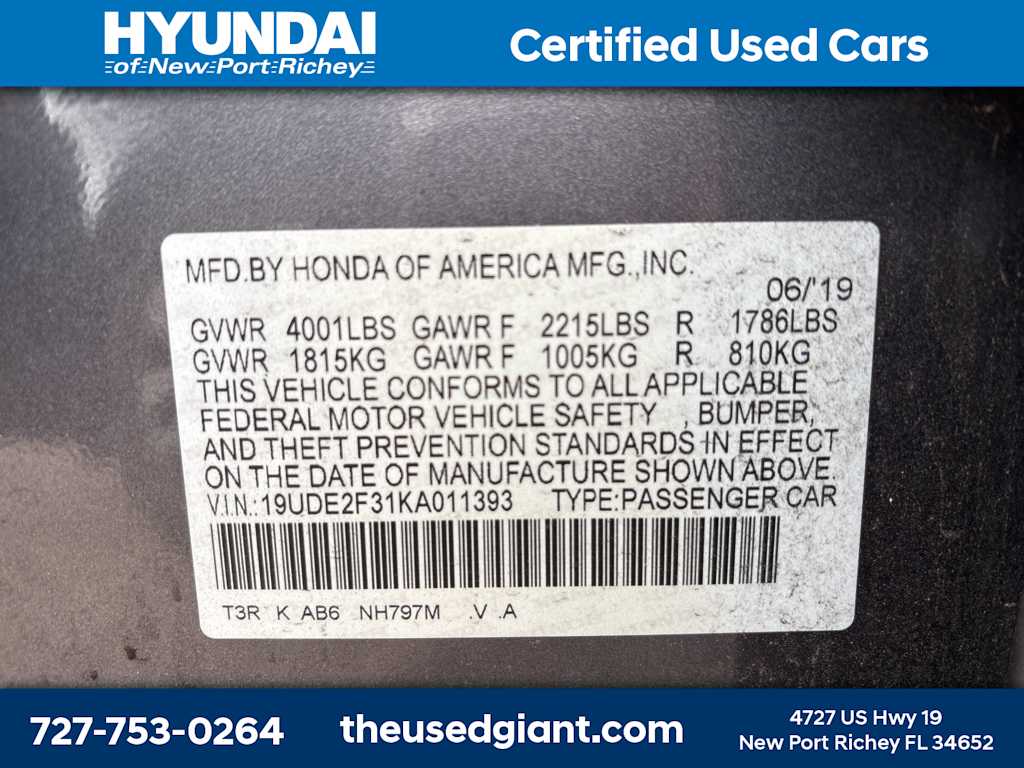 HYUNDAI
of New Port Richey
Certified Used Cars
MFD.BY HONDA OF AMERICA MFG.,INC.
06/'19
GVWR 4001LBS GAWR F 2215LBS R 1786LBS
GVWR 1815KG GAWR F 1005KG R 810KG
THIS VEHICLE CONFORMS TO ALL APPLICABLE
FEDERAL MOTOR VEHICLE SAFETY , BUMPER,
AND THEFT PREVENTION STANDARDS IN EFFECT
ON THE DATE OF MANUFACTURE SHOWN ABOVE.
V.I.N.:19UDE2F31KA011393 TYPE:PASSENGER CAR
T3R K AB6 NH797M .V .A
727-753-0264
theusedgiant.com
4727 US Hwy 19
New Port Richey FL 34652